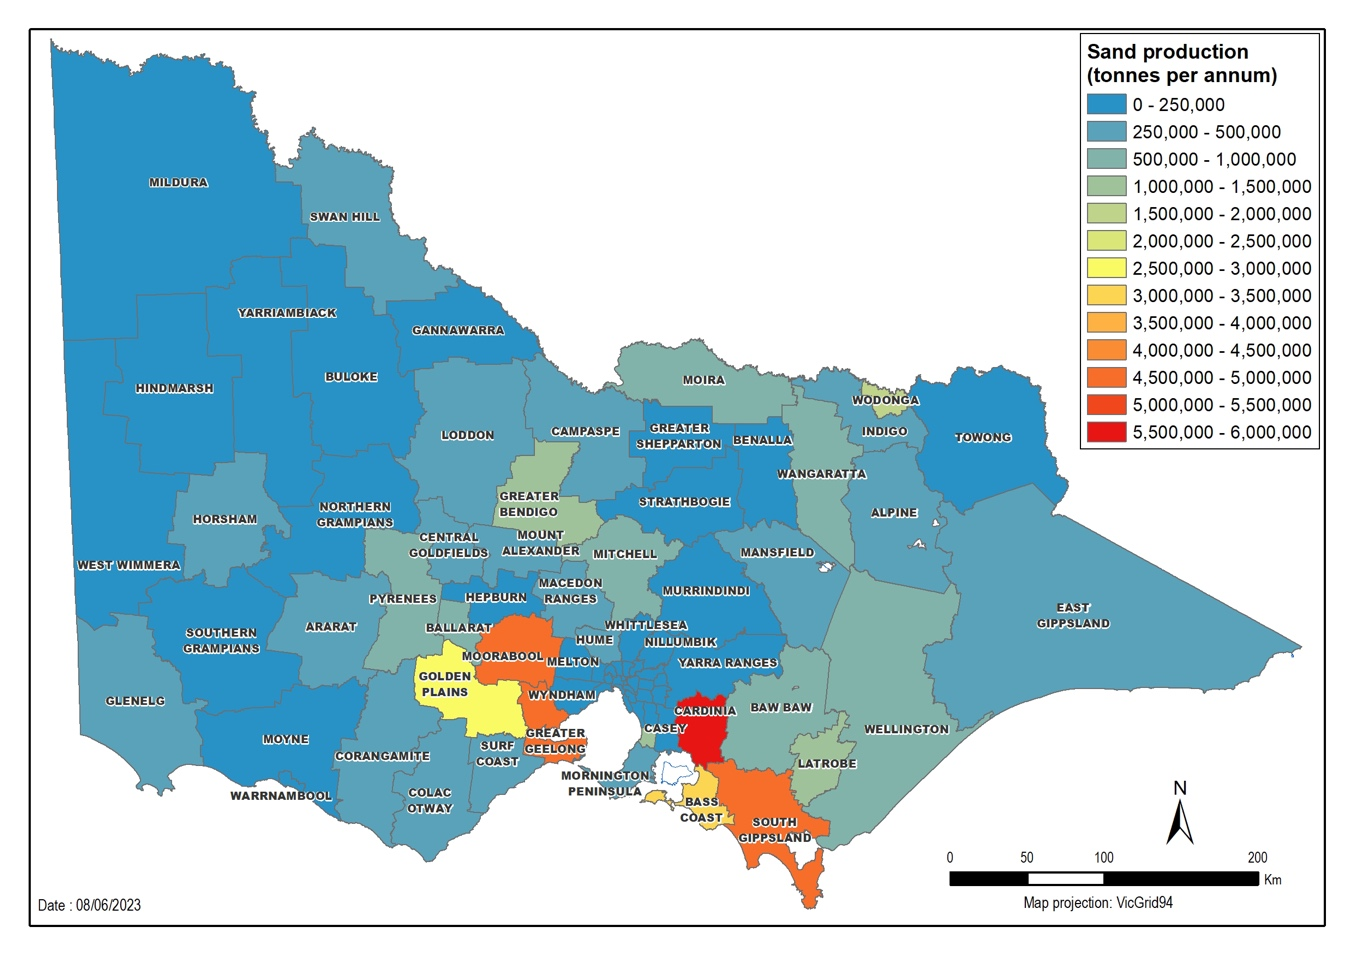 Sand production
(tonnes per annum)
0 - 250,000
250,000 - 500,000
500,000 - 1,000,000
1,000,000 - 1,500,000
1,500,000 - 2,000,000
2,000,000 - 2,500,000
2,500,000 - 3,000,000
3,000,000 - 3,500,000
3,500,000 - 4,000,000
4,000,000 - 4,500,000
4,500,000 - 5,000,000
5,000,000 - 5,500,000
5,500,000 - 6,000,000
MILDURA
SWAN HILL
YARRIAMBIACK
GANNAWARRA
HINDMARSH
BULOKE
MOIRA
WODONGA
LODDON
CAMPASPE
GREATER
SHEPPARTON
BENALLA
INDIGO
TOWONG
WANGARATTA
HORSHAM
NORTHERN
GRAMPIANS
GREATER
BENDIGO
STRATHBOGIE
ALPINE
WEST WIMMERA
CENTRAL
GOLDFIELDS
MOUNT
ALEXANDER
MITCHELL
MANSFIELD
PYRENEES
HEPBURN
MACEDON
RANGES
MURRINDINDI
EAST
GIPPSLAND
SOUTHERN
GRAMPIANS
ARARAT
BALLARAT
HUME
WHITTLESEA
NILLUMBIK
MOORABOOL
MELTON
YARRA RANGES
GLENELG
GOLDEN
PLAINS
WYNDHAM
CARDINIA
BAW BAW
MOYNE
CORANGAMITE
SURF
COAST
GREATER
GEELONG
CASEY
WELLINGTON
WARRNAMBOOL
COLAC
OTWAY
MORNINGTON
PENINSULA
BASS
COAST
LATROBE
SOUTH
GIPPSLAND
N
0 50 100 200
Km
Map projection: VicGrid94
Date : 08/06/2023